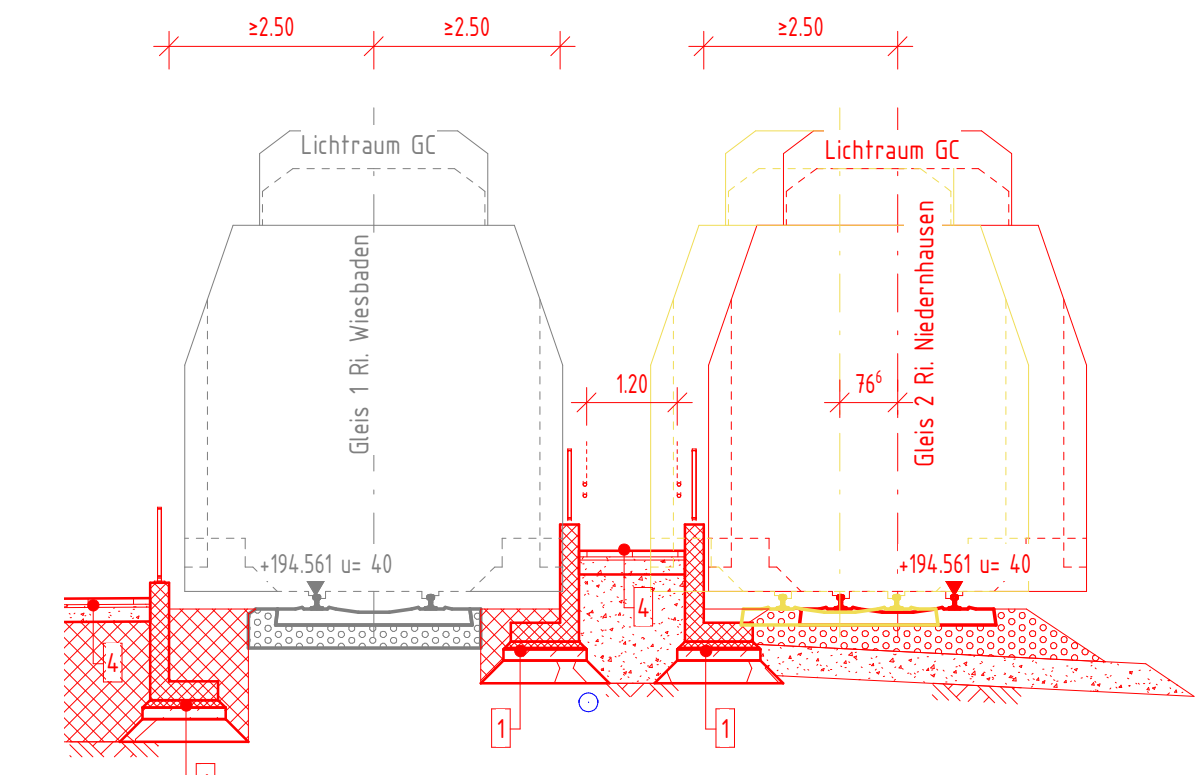 ≥2.50
≥2.50
≥2.50
Lichtraum GC
Lichtraum GC
Gleis 1 Ri. Wiesbaden
Gleis 2 Ri. Niedernhausen
1.20
76⁶
+194.561 u= 40
+194.561 u= 40
4
4
1
1